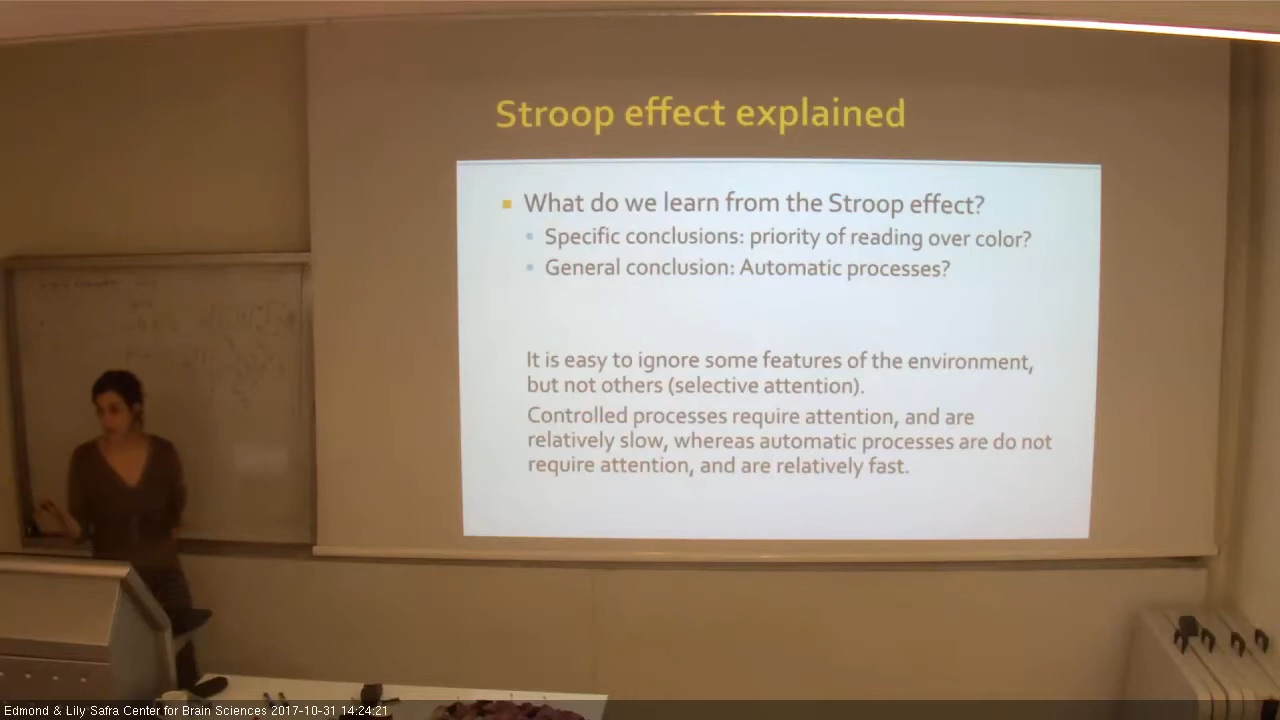 Stroop effect explained
What do we learn from the Stroop effect?
Specific conclusions: priority of reading over color?
General conclusion: Automatic processes?
It is easy to ignore some features of the environment,
but not others (selective attention).
Controlled processes require attention, and are
relatively slow, whereas automatic processes are do not
require attention, and are relatively fast.
Edmond & Lily Safra Center for Brain Sciences 2017-10-31 14:24:21